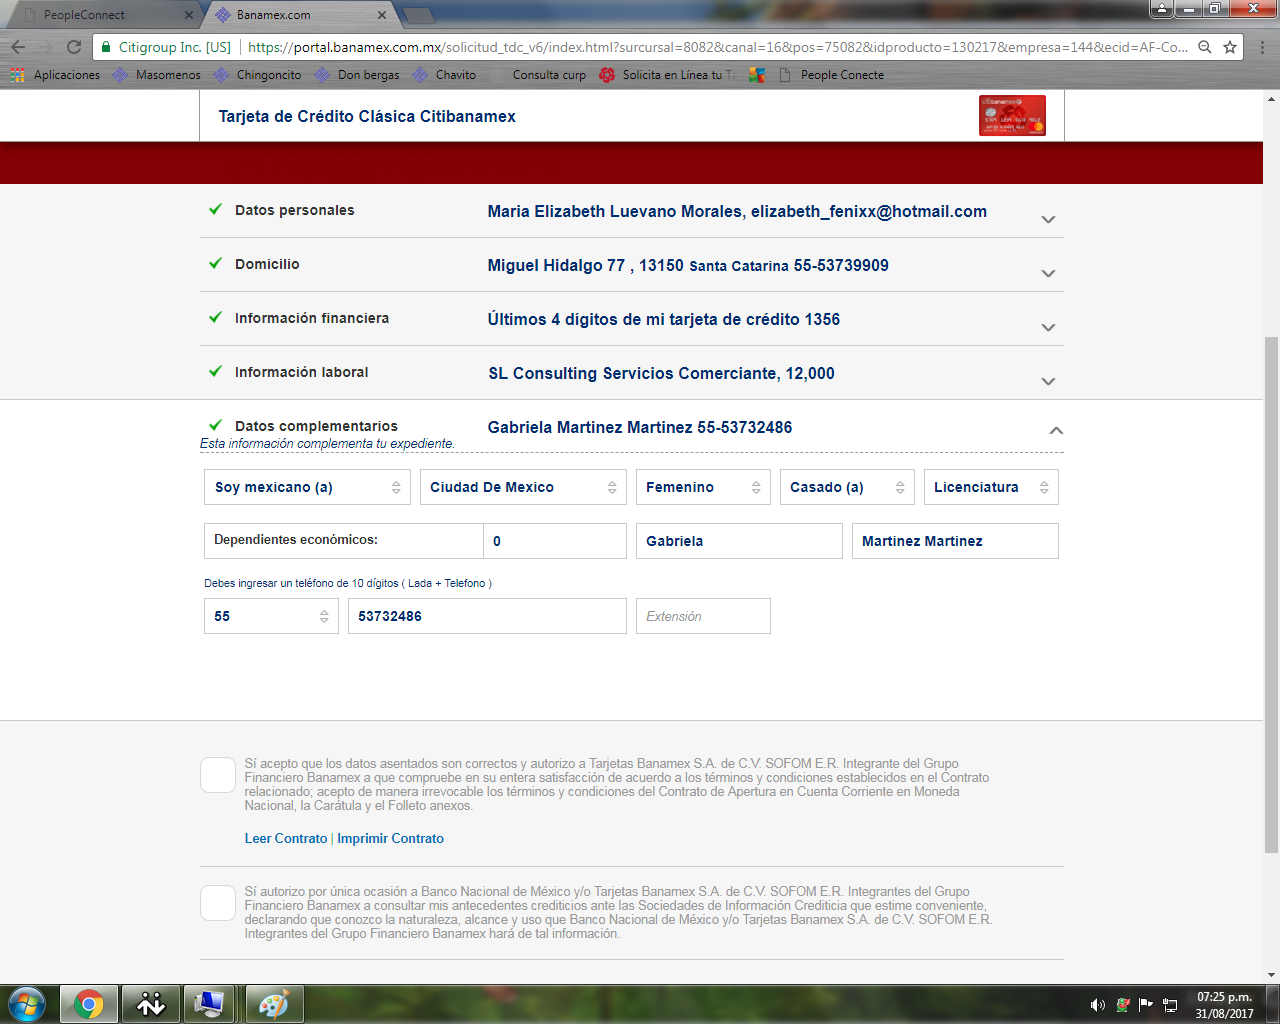 PeopleConnect
Banamex.com
Citigroup Inc. [US]
https://portal.banamex.com.mx/solicitud_tdc_v6/index.html?sursursal=8082&canal=16&pos=75082&idproducto=130217&empresa=144&ecid=AF-Co...
Aplicaciones
Masomenos
Chingoncito
Don bergas
Chavito
Consulta curp
Solicita en Línea tu T
People Conecte
Tarjeta de Crédito Clásica Citibanamex
Datos personales
Maria Elizabeth Luevano Morales, elizabeth_fenixx@hotmail.com
Domicilio
Miguel Hidalgo 77 , 13150 Santa Catarina 55-53739909
Información financiera
Últimos 4 dígitos de mi tarjeta de crédito 1356
Información laboral
SL Consulting Servicios Comerciante, 12,000
Datos complementarios
Gabriela Martinez Martinez 55-53732486
Esta información complementa tu expediente.
Soy mexicano (a)
Ciudad De Mexico
Femenino
Casado (a)
Licenciatura
Dependientes económicos:
0
Gabriela
Martinez Martinez
Debes ingresar un teléfono de 10 dígitos ( Lada + Telefono )
55
53732486
Extensión
Sí acepto que los datos asentados son correctos y autorizo a Tarjetas Banamex S.A. de C.V. SOFOM E.R. Integrante del Grupo
Financiero Banamex a que compruebe en su entera satisfacción de acuerdo a los términos y condiciones establecidos en el Contrato
relacionado; acepto de manera irrevocable los términos y condiciones del Contrato de Apertura en Cuenta Corriente en Moneda
Nacional, la Carátula y el Folleto anexos.
Leer Contrato | Imprimir Contrato
Sí autorizo por única ocasión a Banco Nacional de México y/o Tarjetas Banamex S.A. de C.V. SOFOM E.R. Integrantes del Grupo
Financiero Banamex a consultar mis antecedentes crediticios ante las Sociedades de Información Crediticia que estime conveniente,
declarando que conozco la naturaleza, alcance y uso que Banco Nacional de México y/o Tarjetas Banamex S.A. de C.V. SOFOM E.R.
Integrantes del Grupo Financiero Banamex hará de tal información.
07:25 p.m.
31/08/2017